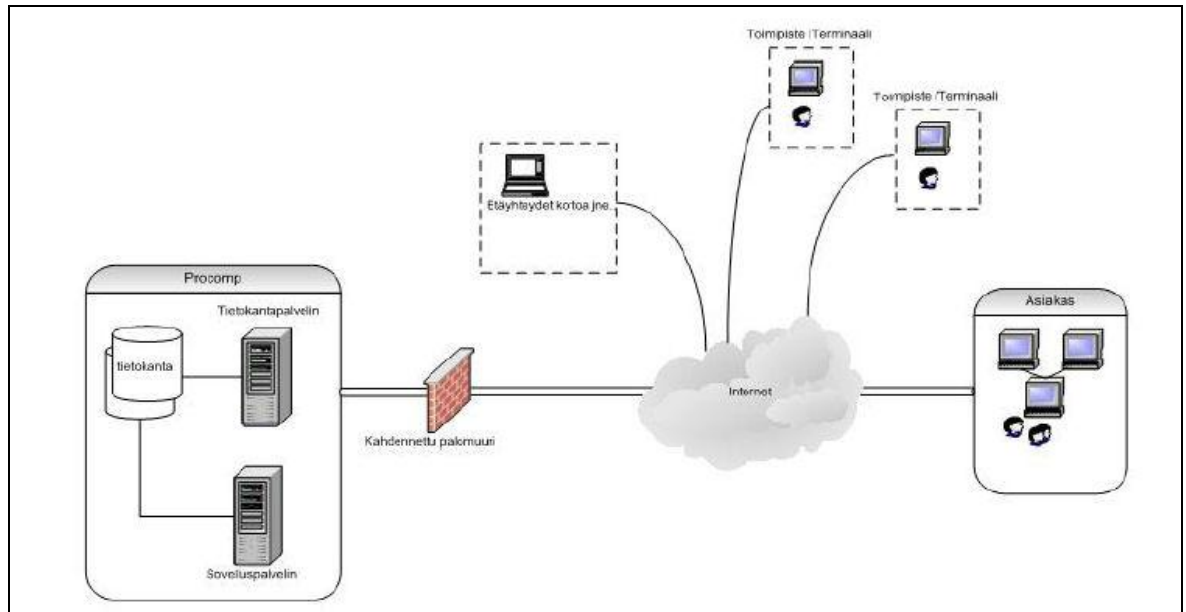 Toimpiste /Terminaali
Toimpiste /Terminaali
Etäyhteydet kotoa jne.
Procomp
Tietokantapalvelin
tietokanta
Kahdennettu palomuuri
Internet
Asiakas
Sovelluspalvelin